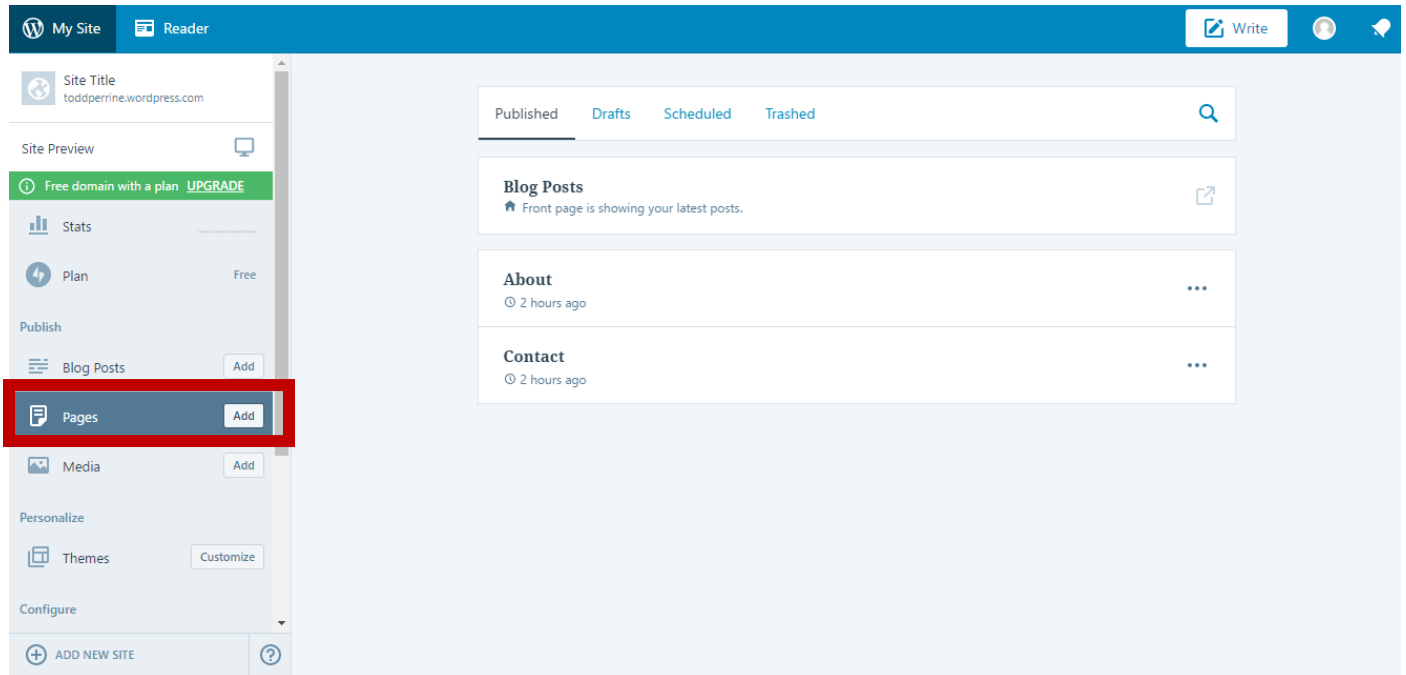 My Site
Reader
Write
Site Title
toddperrine.wordpress.com
Site Preview
Free domain with a plan UPGRADE
Stats
Plan Free
Publish
Blog Posts Add
Pages Add
Media Add
Personalize
Themes Customize
Configure
ADD NEW SITE
Published Drafts Scheduled Trashed
Blog Posts
Front page is showing your latest posts.
About
2 hours ago
Contact
2 hours ago